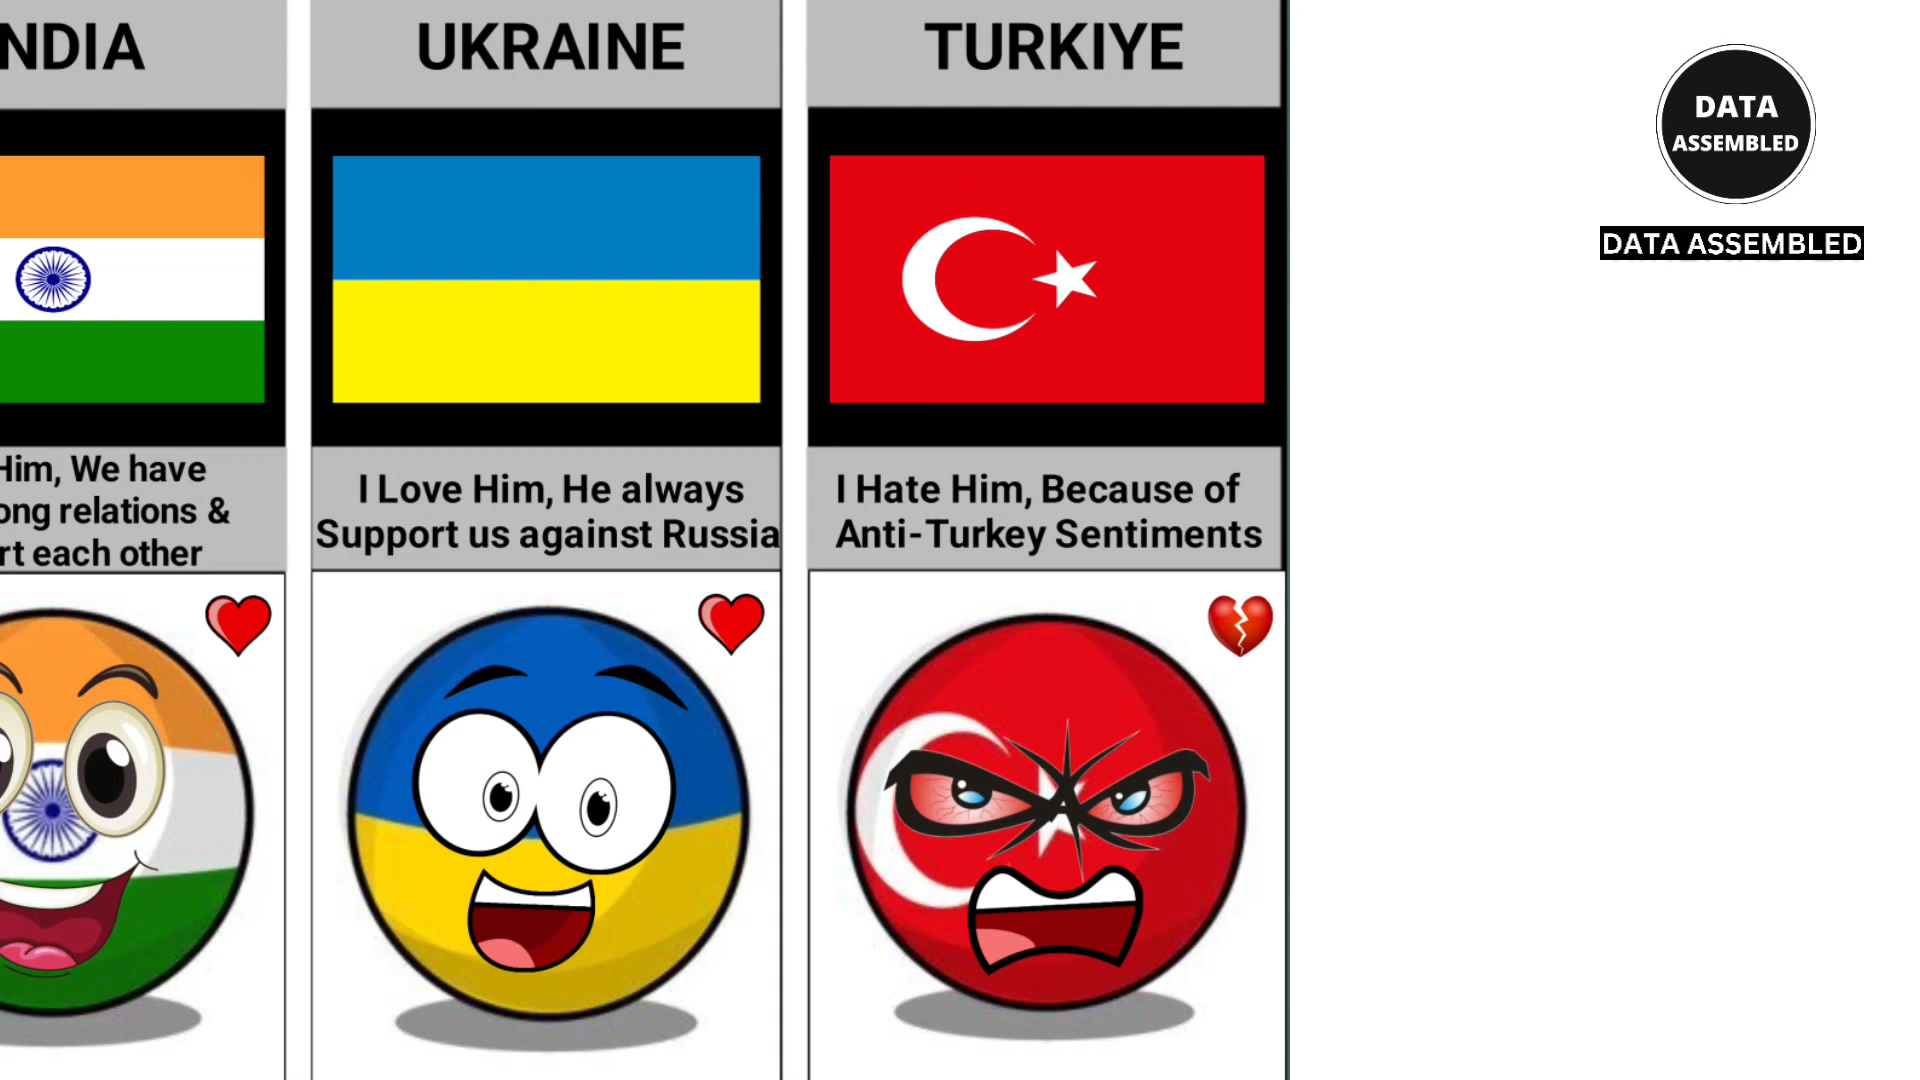 NDIA
UKRAINE
TURKIYE
DATA
ASSEMBLED
DATA ASSEMBLED
Him, We have
ong relations &
rt each other
I Love Him, He always
Support us against Russia
I Hate Him, Because of
Anti-Turkey Sentiments